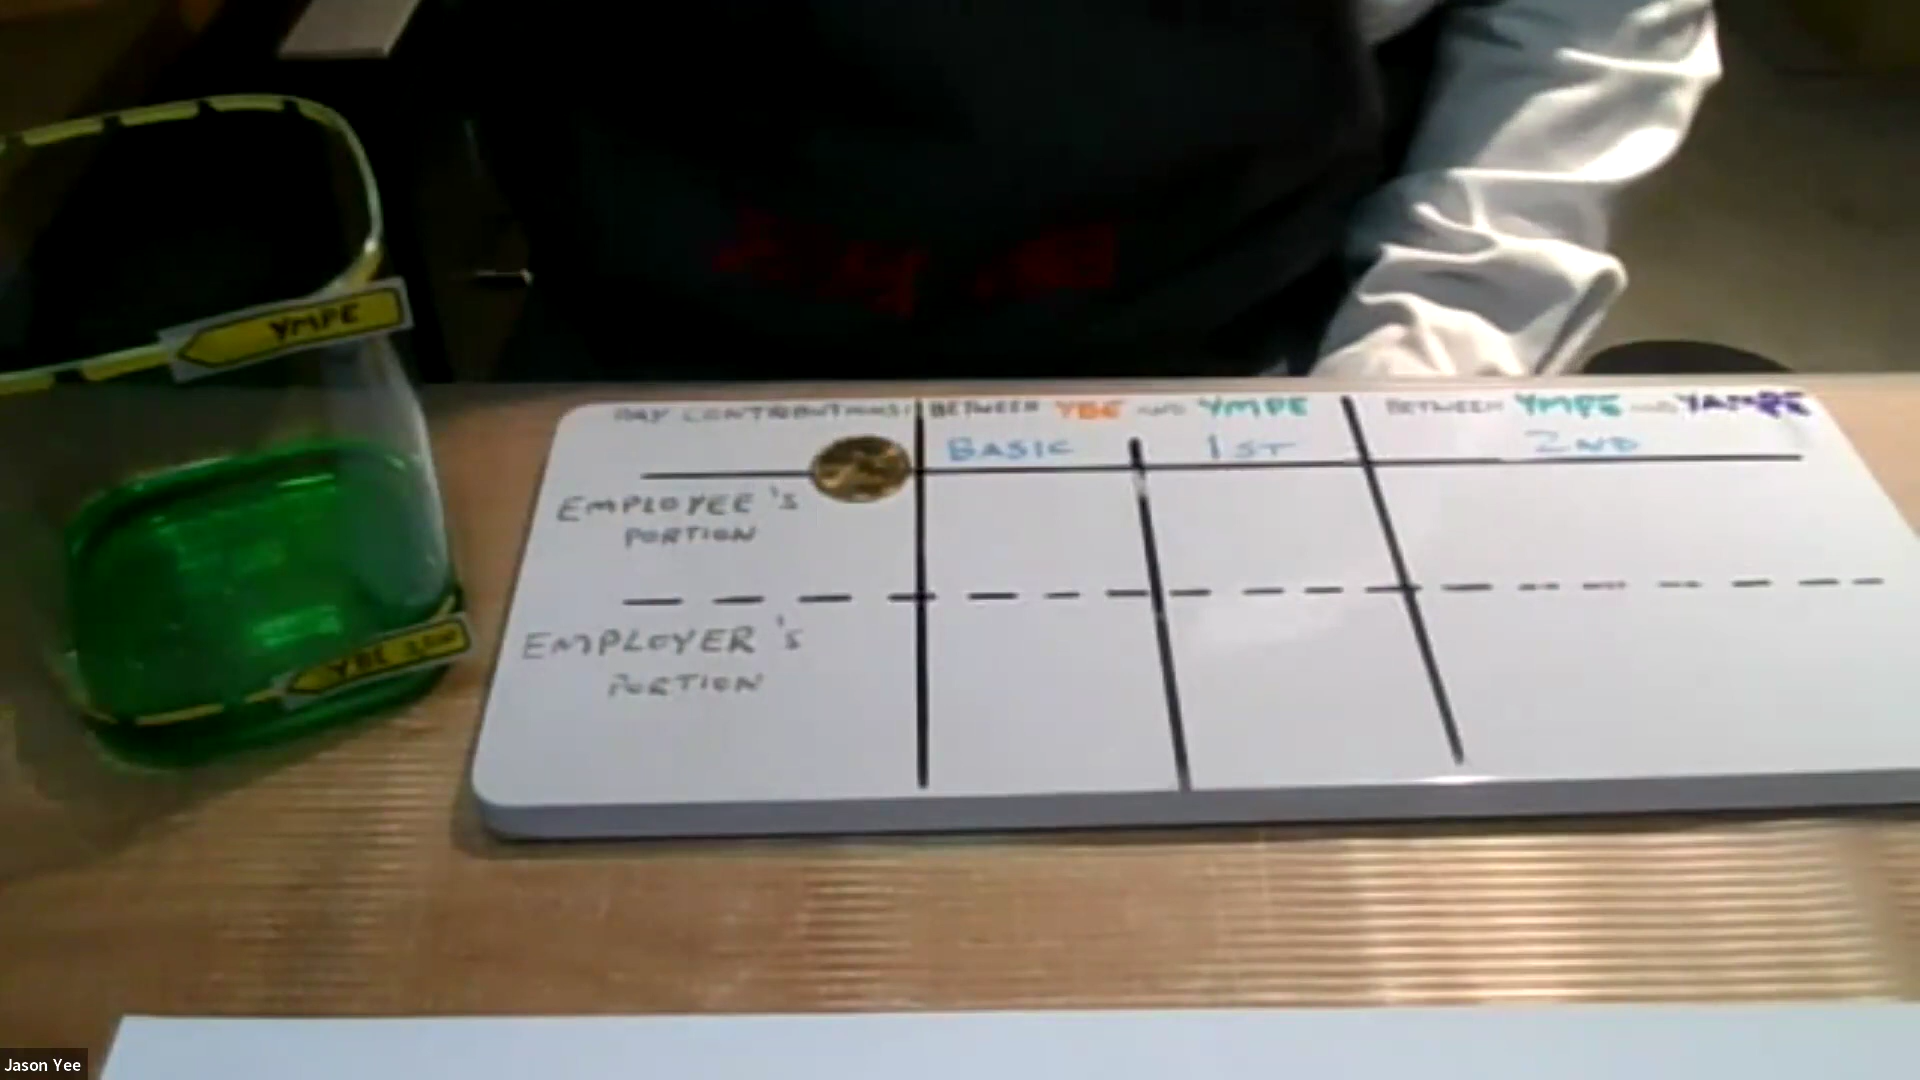 YMPE
YBE
PAY CONTRIBUTIONS:
BETWEEN YBE AND YMPE
BETWEEN YMPE AND YAMPE
BASIC
1ST
2ND
EMPLOYEE'S
PORTION
EMPLOYER'S
PORTION
Jason Yee